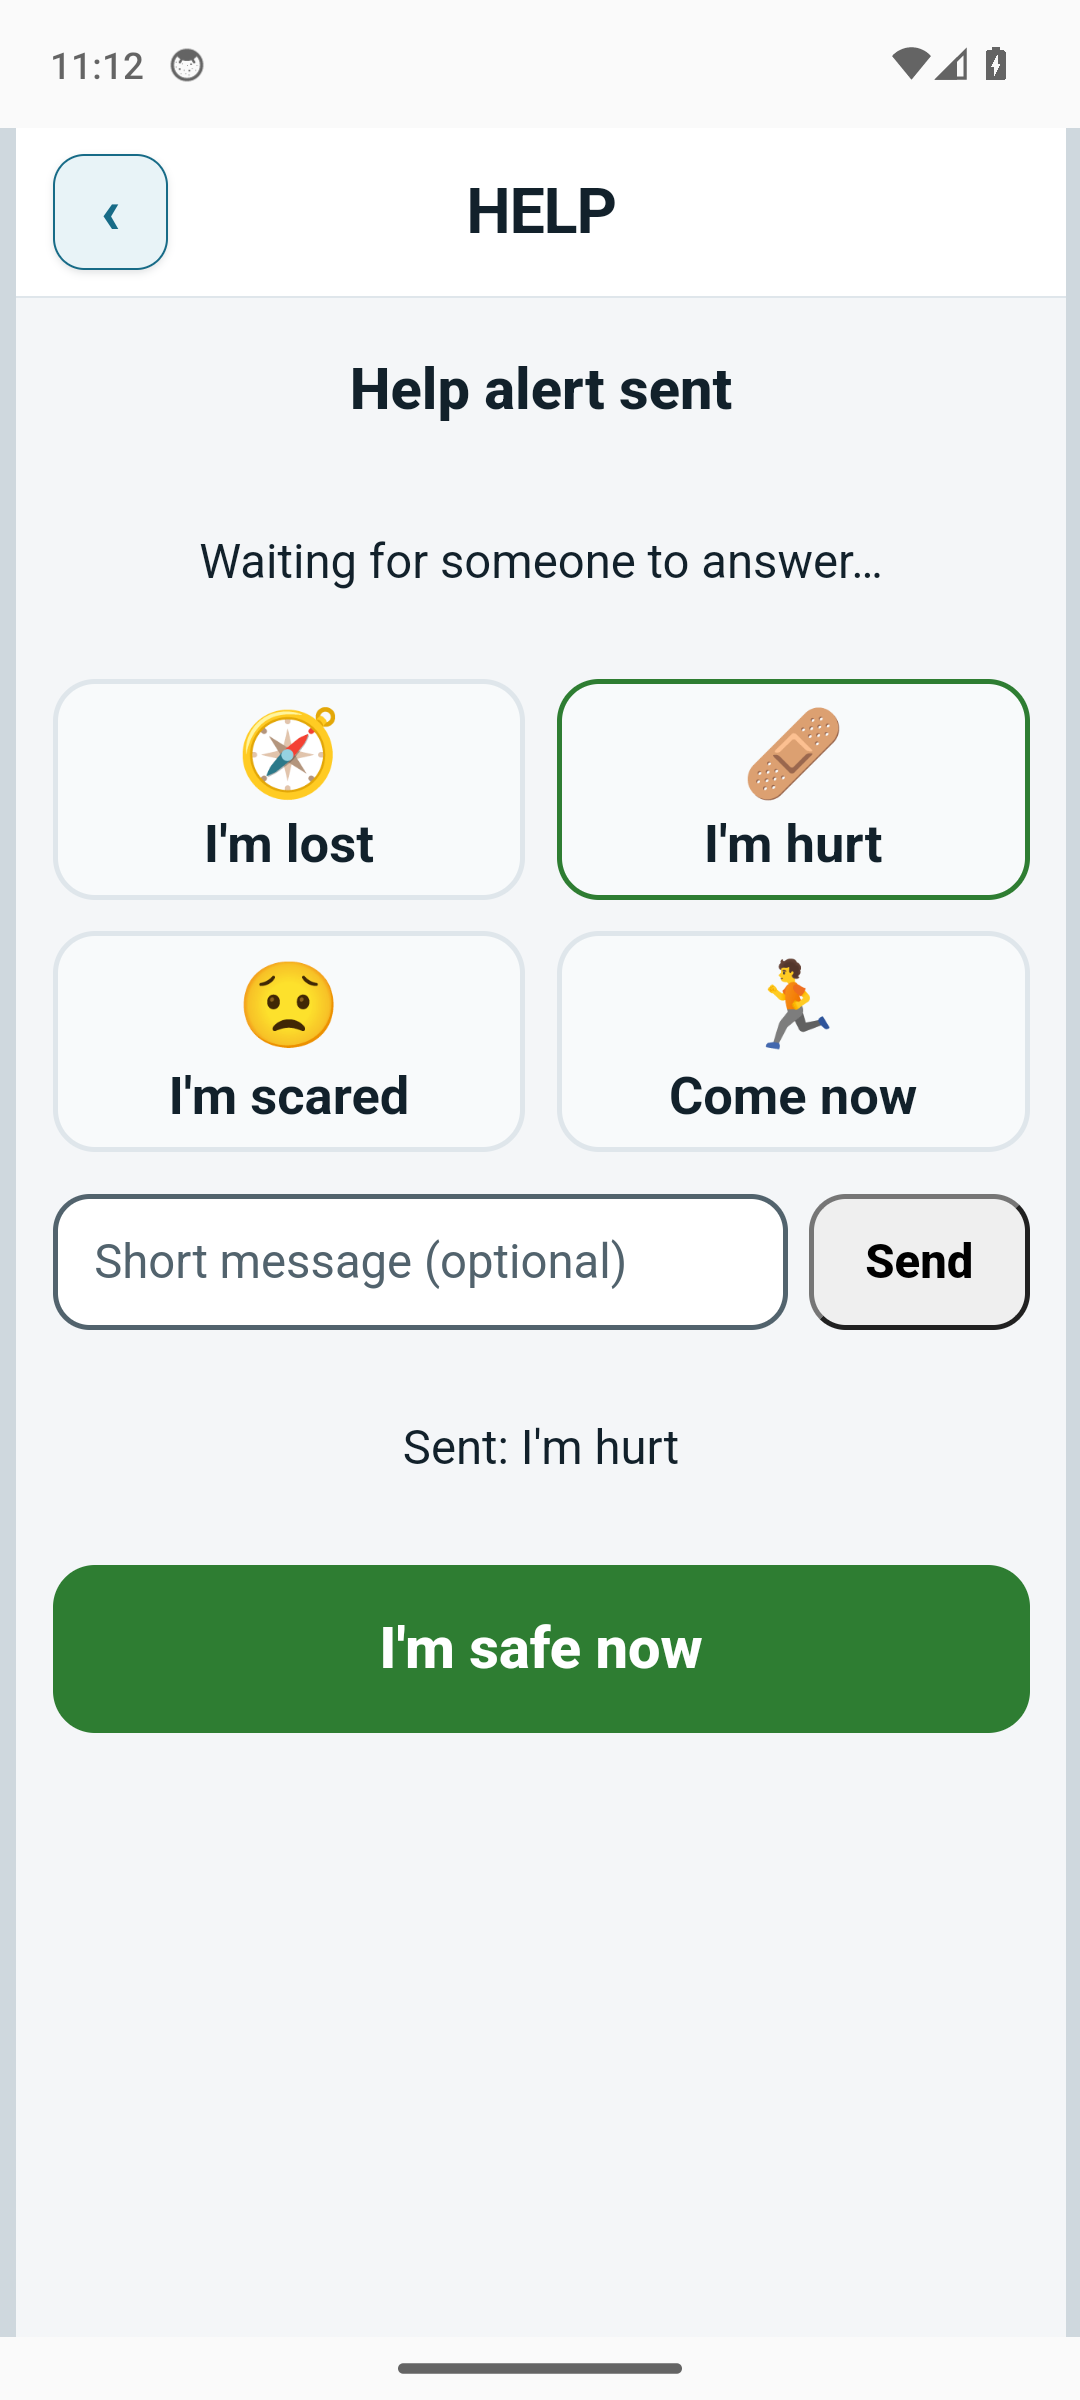 11:12
‹
HELP
Help alert sent
Waiting for someone to answer…
I'm lost
I'm hurt
I'm scared
Come now
Short message (optional)
Send
Sent: I'm hurt
I'm safe now